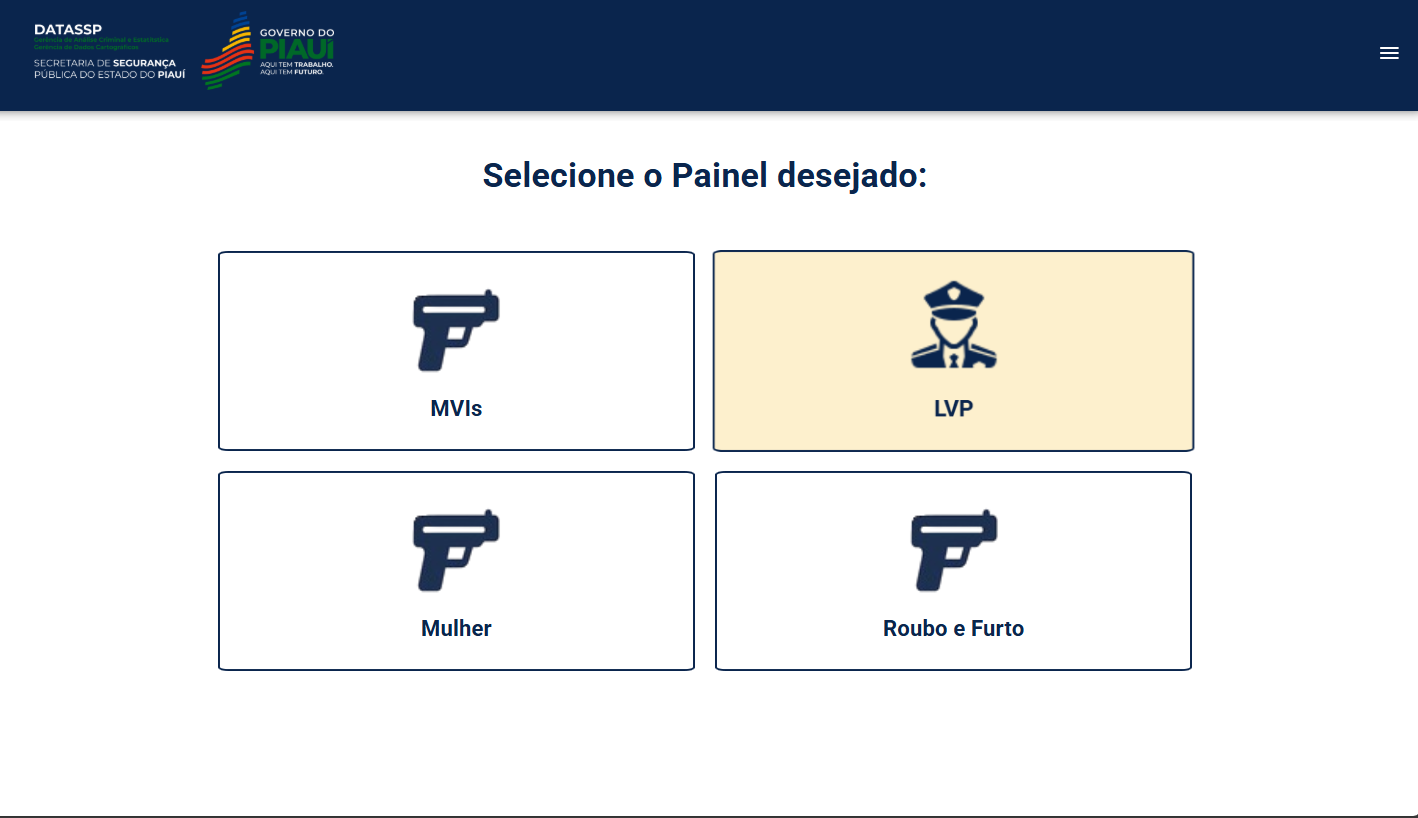 DATASSP
Gerência de Análise Criminal e Estatística
Gerência de Dados Cartográficos
SECRETARIA DE SEGURANÇA
PÚBLICA DO ESTADO DO PIAUÍ
GOVERNO DO
PIAUÍ
AQUI TEM TRABALHO.
AQUI TEM FUTURO.
Selecione o Painel desejado:
MVIs
LVP
Mulher
Roubo e Furto